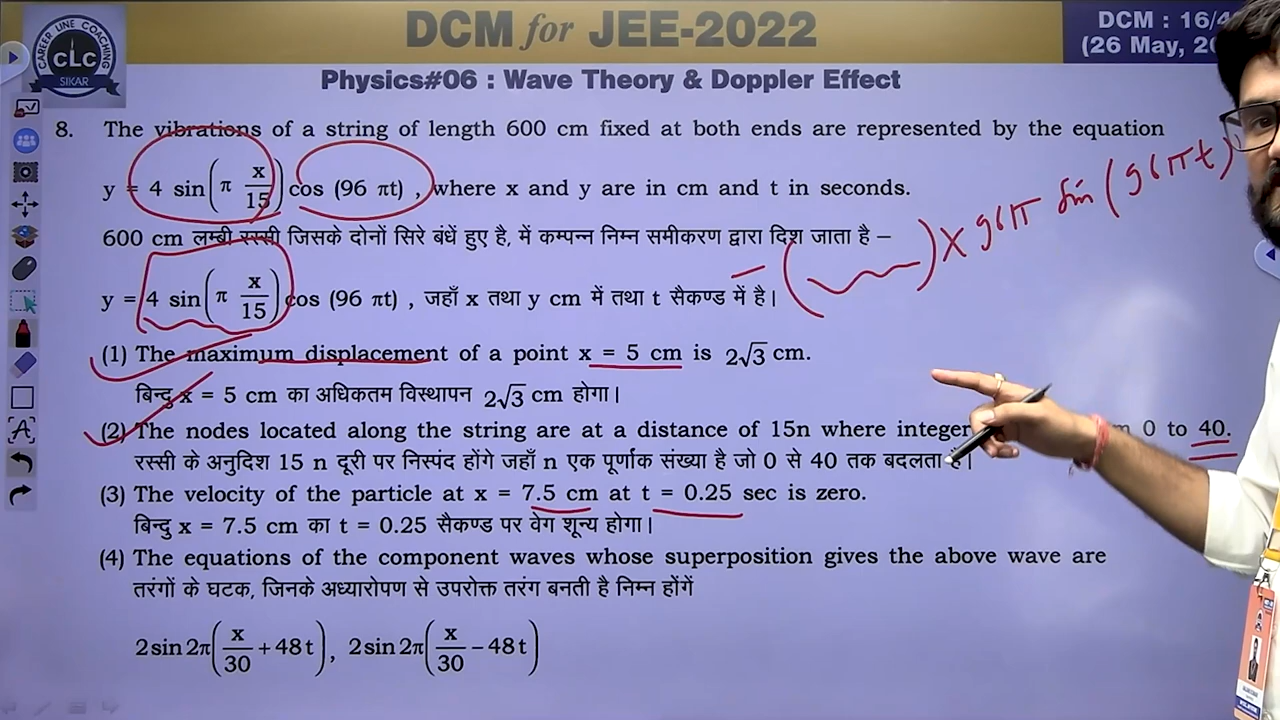 DCM for JEE-2022
DCM : 16/4
(26 May, 20
CAREER LINE COACHING
CLC
SIKAR
Physics#06 : Wave Theory & Doppler Effect
8. The vibrations of a string of length 600 cm fixed at both ends are represented by the equation
y = 4 sin(π x/15) cos (96 πt) , where x and y are in cm and t in seconds.
600 cm लम्बी रस्सी जिसके दोनों सिरे बंधें हुए है, में कम्पन्न निम्न समीकरण द्वारा दिश जाता है –
y = 4 sin(π x/15) cos (96 πt) , जहाँ x तथा y cm में तथा t सैकण्ड में है।
– ( ) x 96π sin (96πt)
(1) The maximum displacement of a point x = 5 cm is 2√3 cm.
बिन्दु x = 5 cm का अधिकतम विस्थापन 2√3 cm होगा।
(2) The nodes located along the string are at a distance of 15n where integer 0 to 40.
रस्सी के अनुदिश 15 n दूरी पर निस्पंद होंगे जहाँ n एक पूर्णाक संख्या है जो 0 से 40 तक बदलता है।
(3) The velocity of the particle at x = 7.5 cm at t = 0.25 sec is zero.
बिन्दु x = 7.5 cm का t = 0.25 सैकण्ड पर वेग शून्य होगा।
(4) The equations of the component waves whose superposition gives the above wave are
तरंगों के घटक, जिनके अध्यारोपण से उपरोक्त तरंग बनती है निम्न होंगें
2sin2π(x/30 + 48t), 2sin2π(x/30 − 48t)